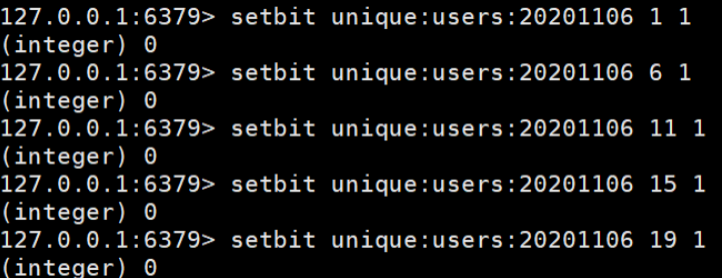 127.0.0.1:6379> setbit unique:users:20201106 1 1
(integer) 0
127.0.0.1:6379> setbit unique:users:20201106 6 1
(integer) 0
127.0.0.1:6379> setbit unique:users:20201106 11 1
(integer) 0
127.0.0.1:6379> setbit unique:users:20201106 15 1
(integer) 0
127.0.0.1:6379> setbit unique:users:20201106 19 1
(integer) 0